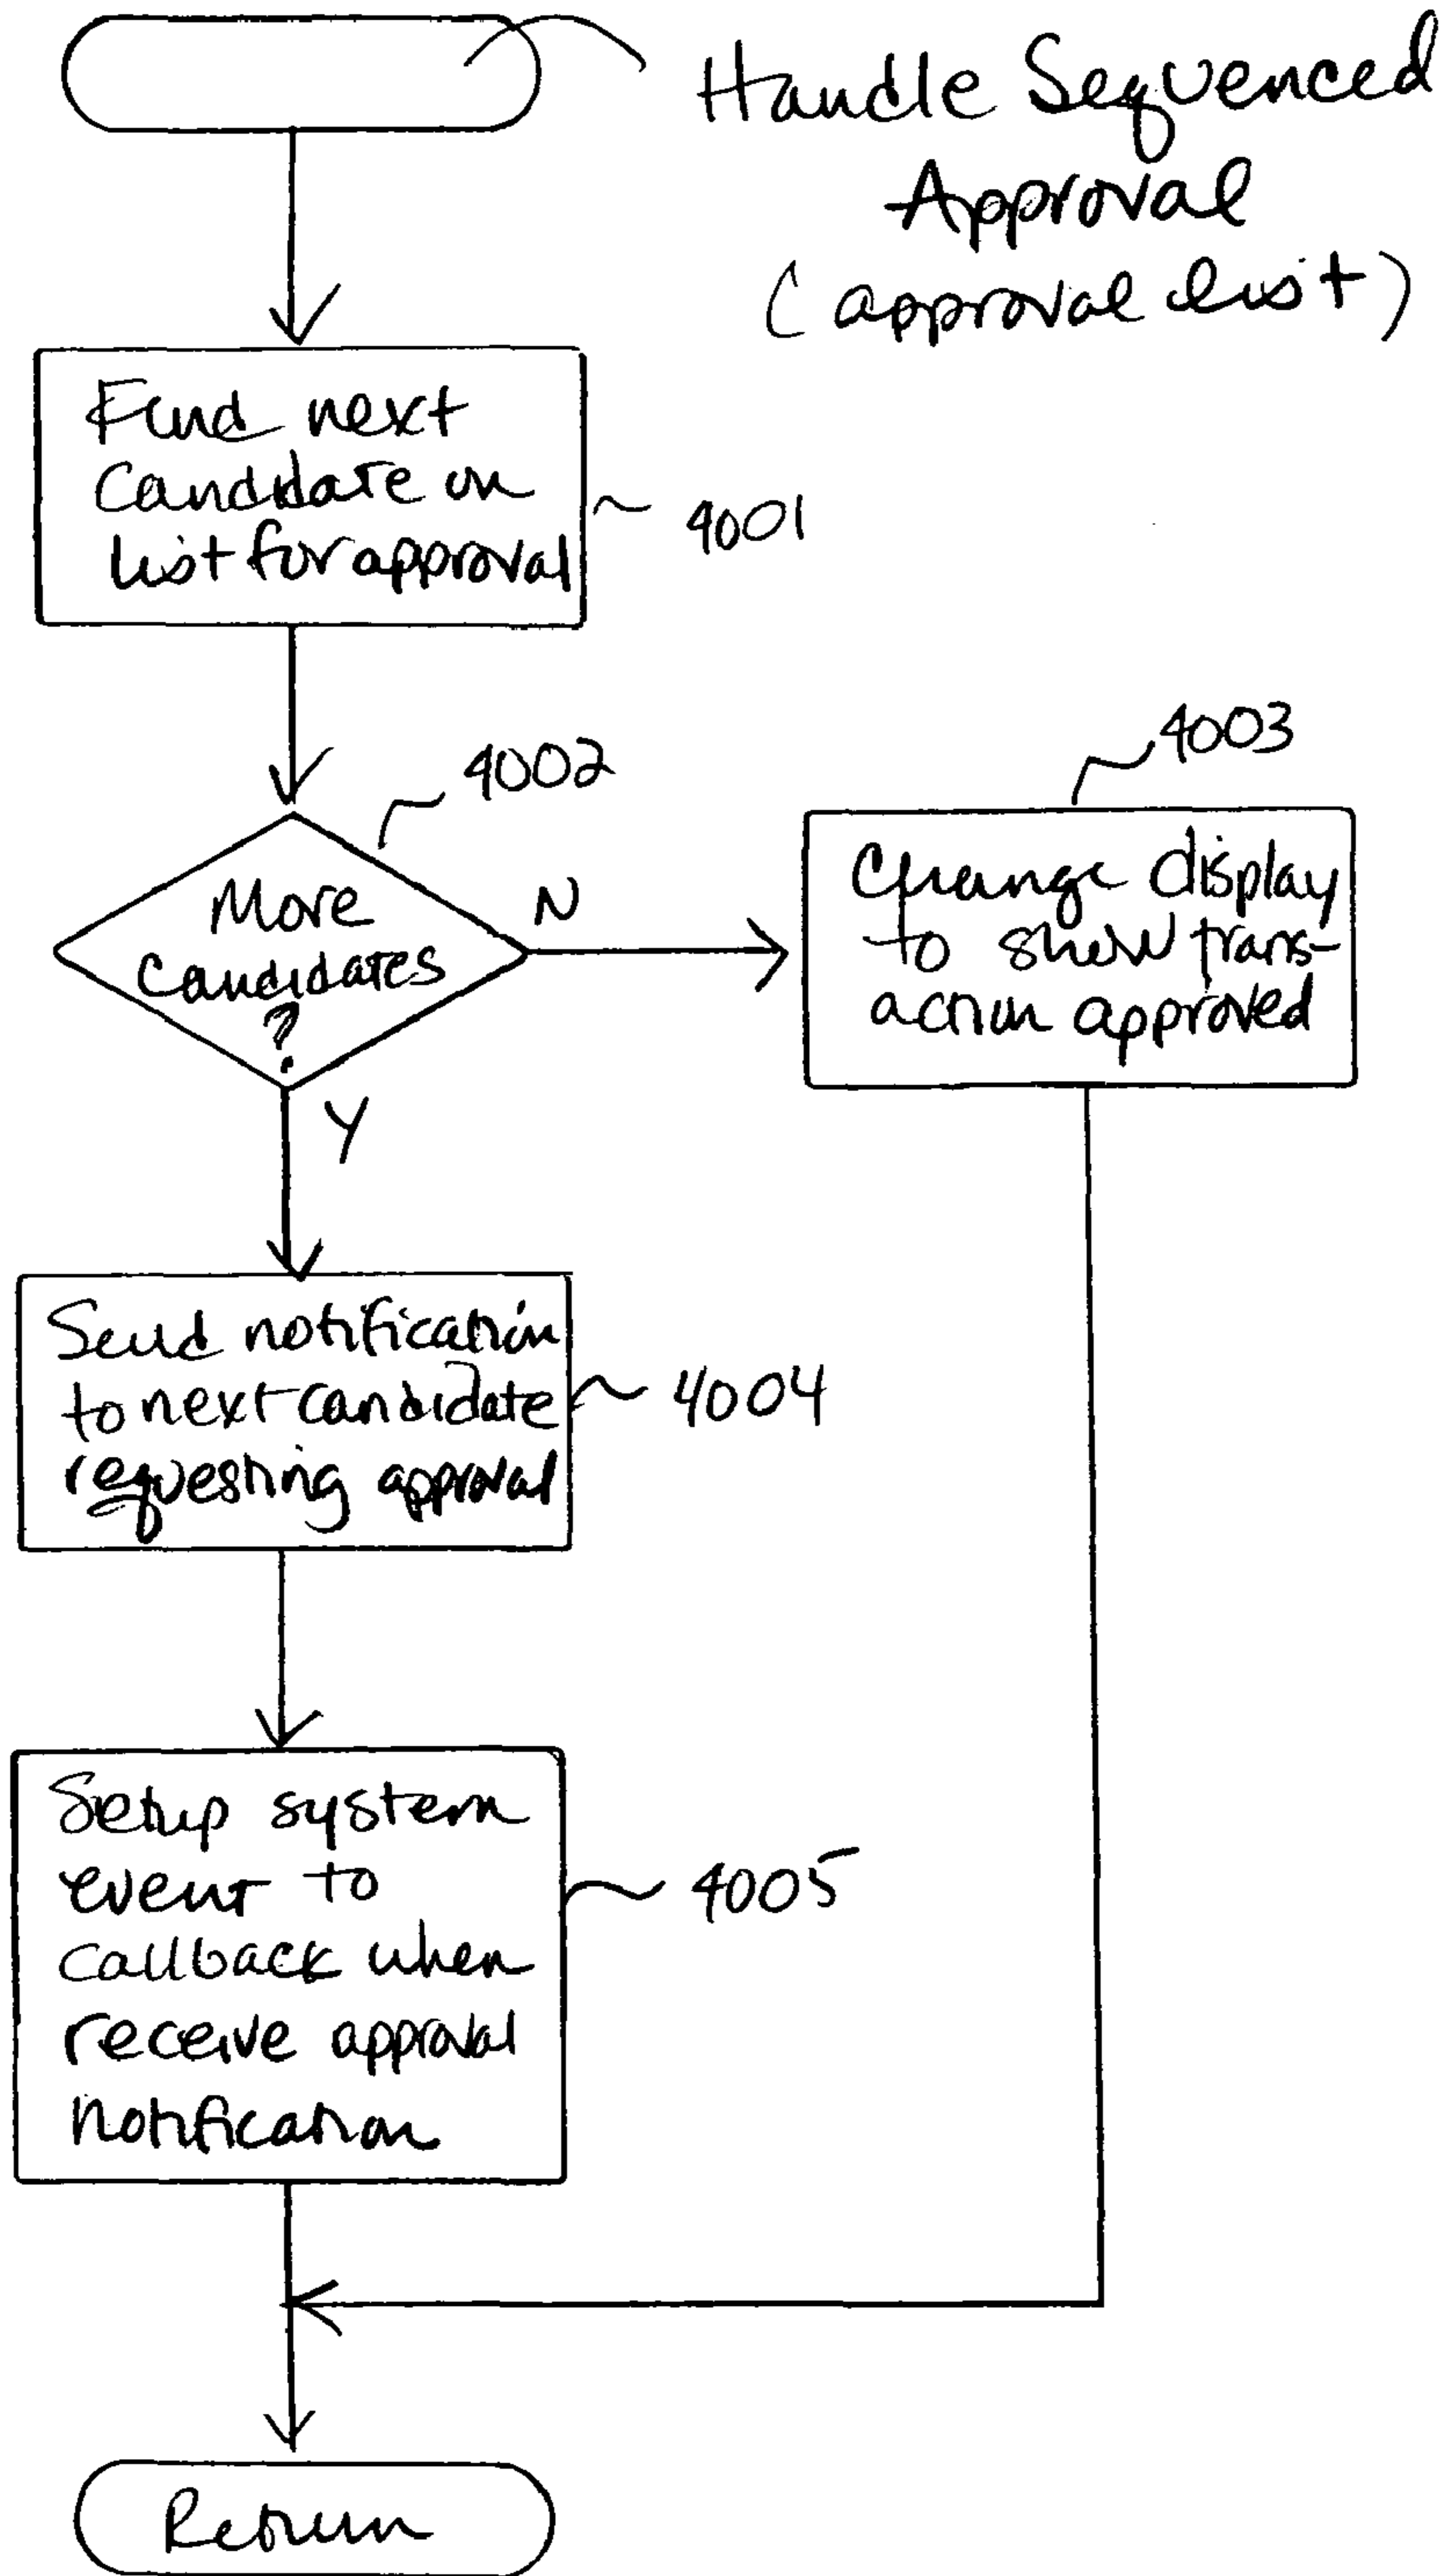 Handle Sequenced
Approval
(approval list)
Find next
candidate on
list for approval
4001
4002
More
candidates
?
N
Y
4003
Change display
to show trans-
action approved
Send notification
to next candidate
requesting approval
4004
Setup system
event to
callback when
receive approval
notification
4005
Return